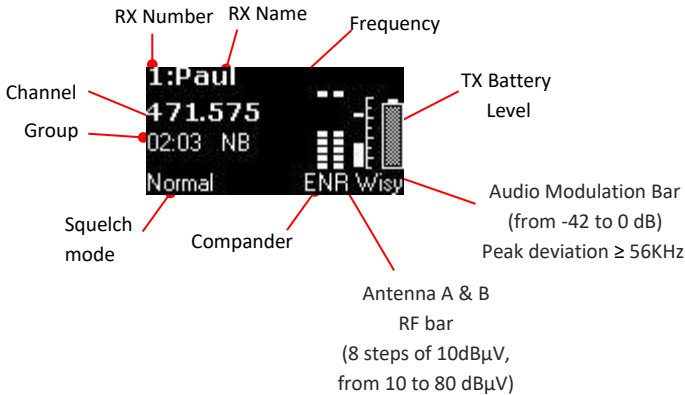 RX Number
RX Name
Frequency
1:Paul
TX Battery
Level
Channel
471.575
Group
02:03 NB
Normal
ENR Wisy
Squelch
mode
Compander
Audio Modulation Bar
(from -42 to 0 dB)
Peak deviation ≥ 56KHz
Antenna A & B
RF bar
(8 steps of 10dBµV,
from 10 to 80 dBµV)